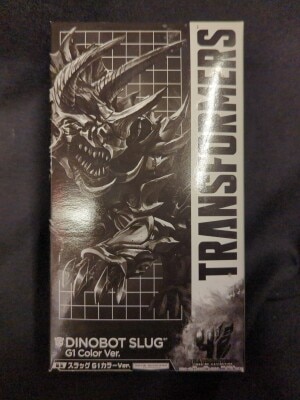 TRANSFORMERS
DINOBOT SLUG
G1 Color Ver.
スラッグ G1カラーVer.